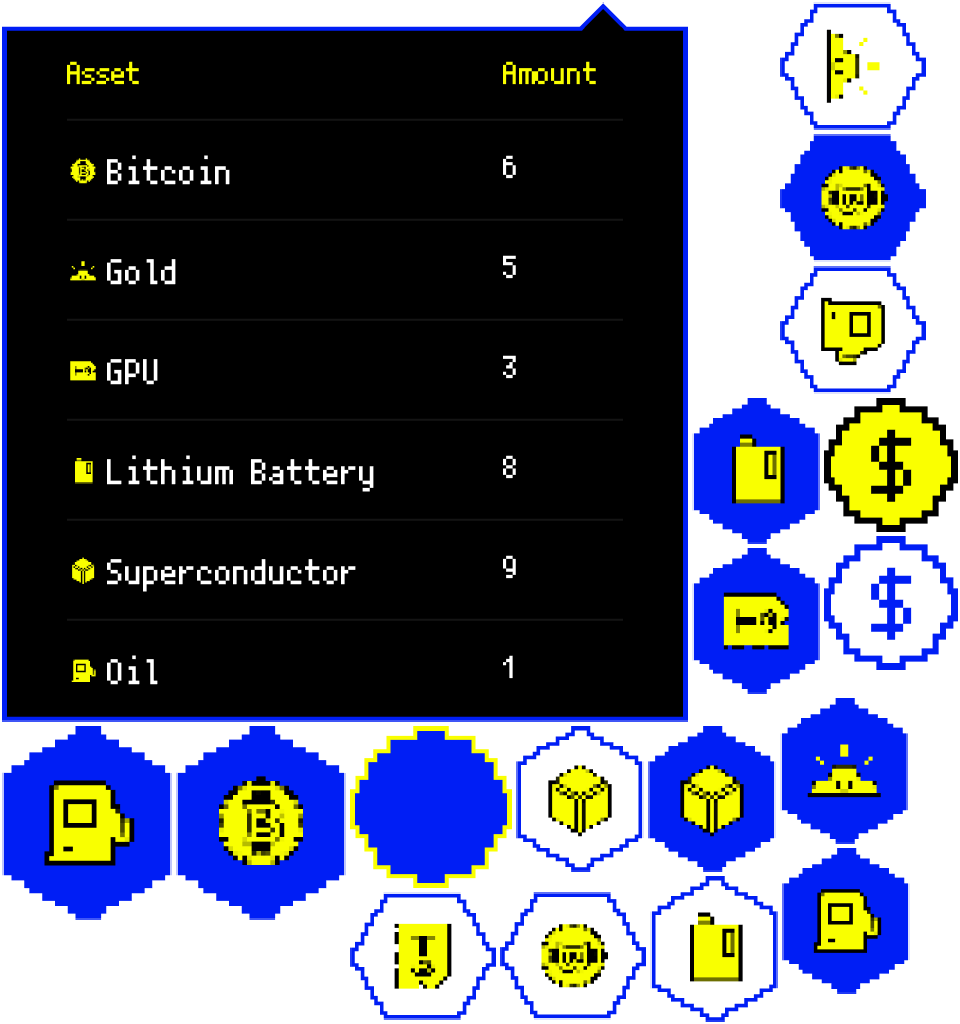 Asset Amount
Bitcoin 6
Gold 5
GPU 3
Lithium Battery 8
Superconductor 9
Oil 1
$
$